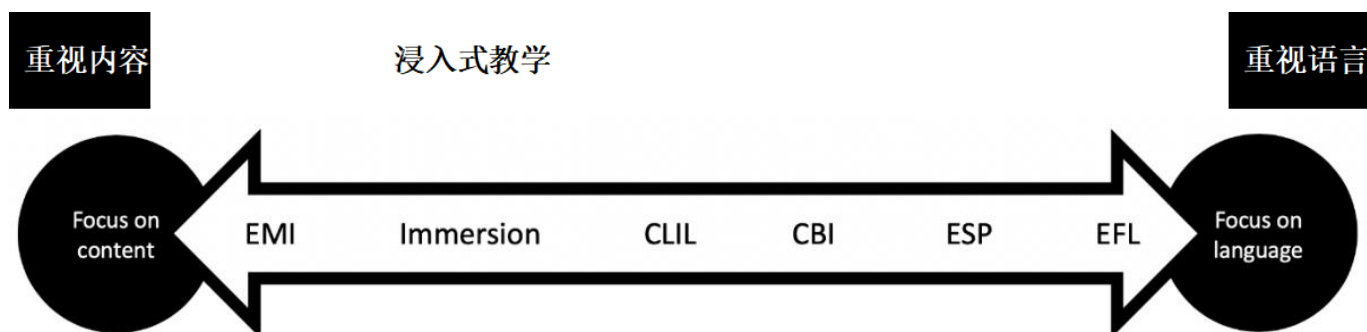 重视内容
浸入式教学
重视语言
Focus on
content
EMI
Immersion
CLIL
CBI
ESP
EFL
Focus on
language